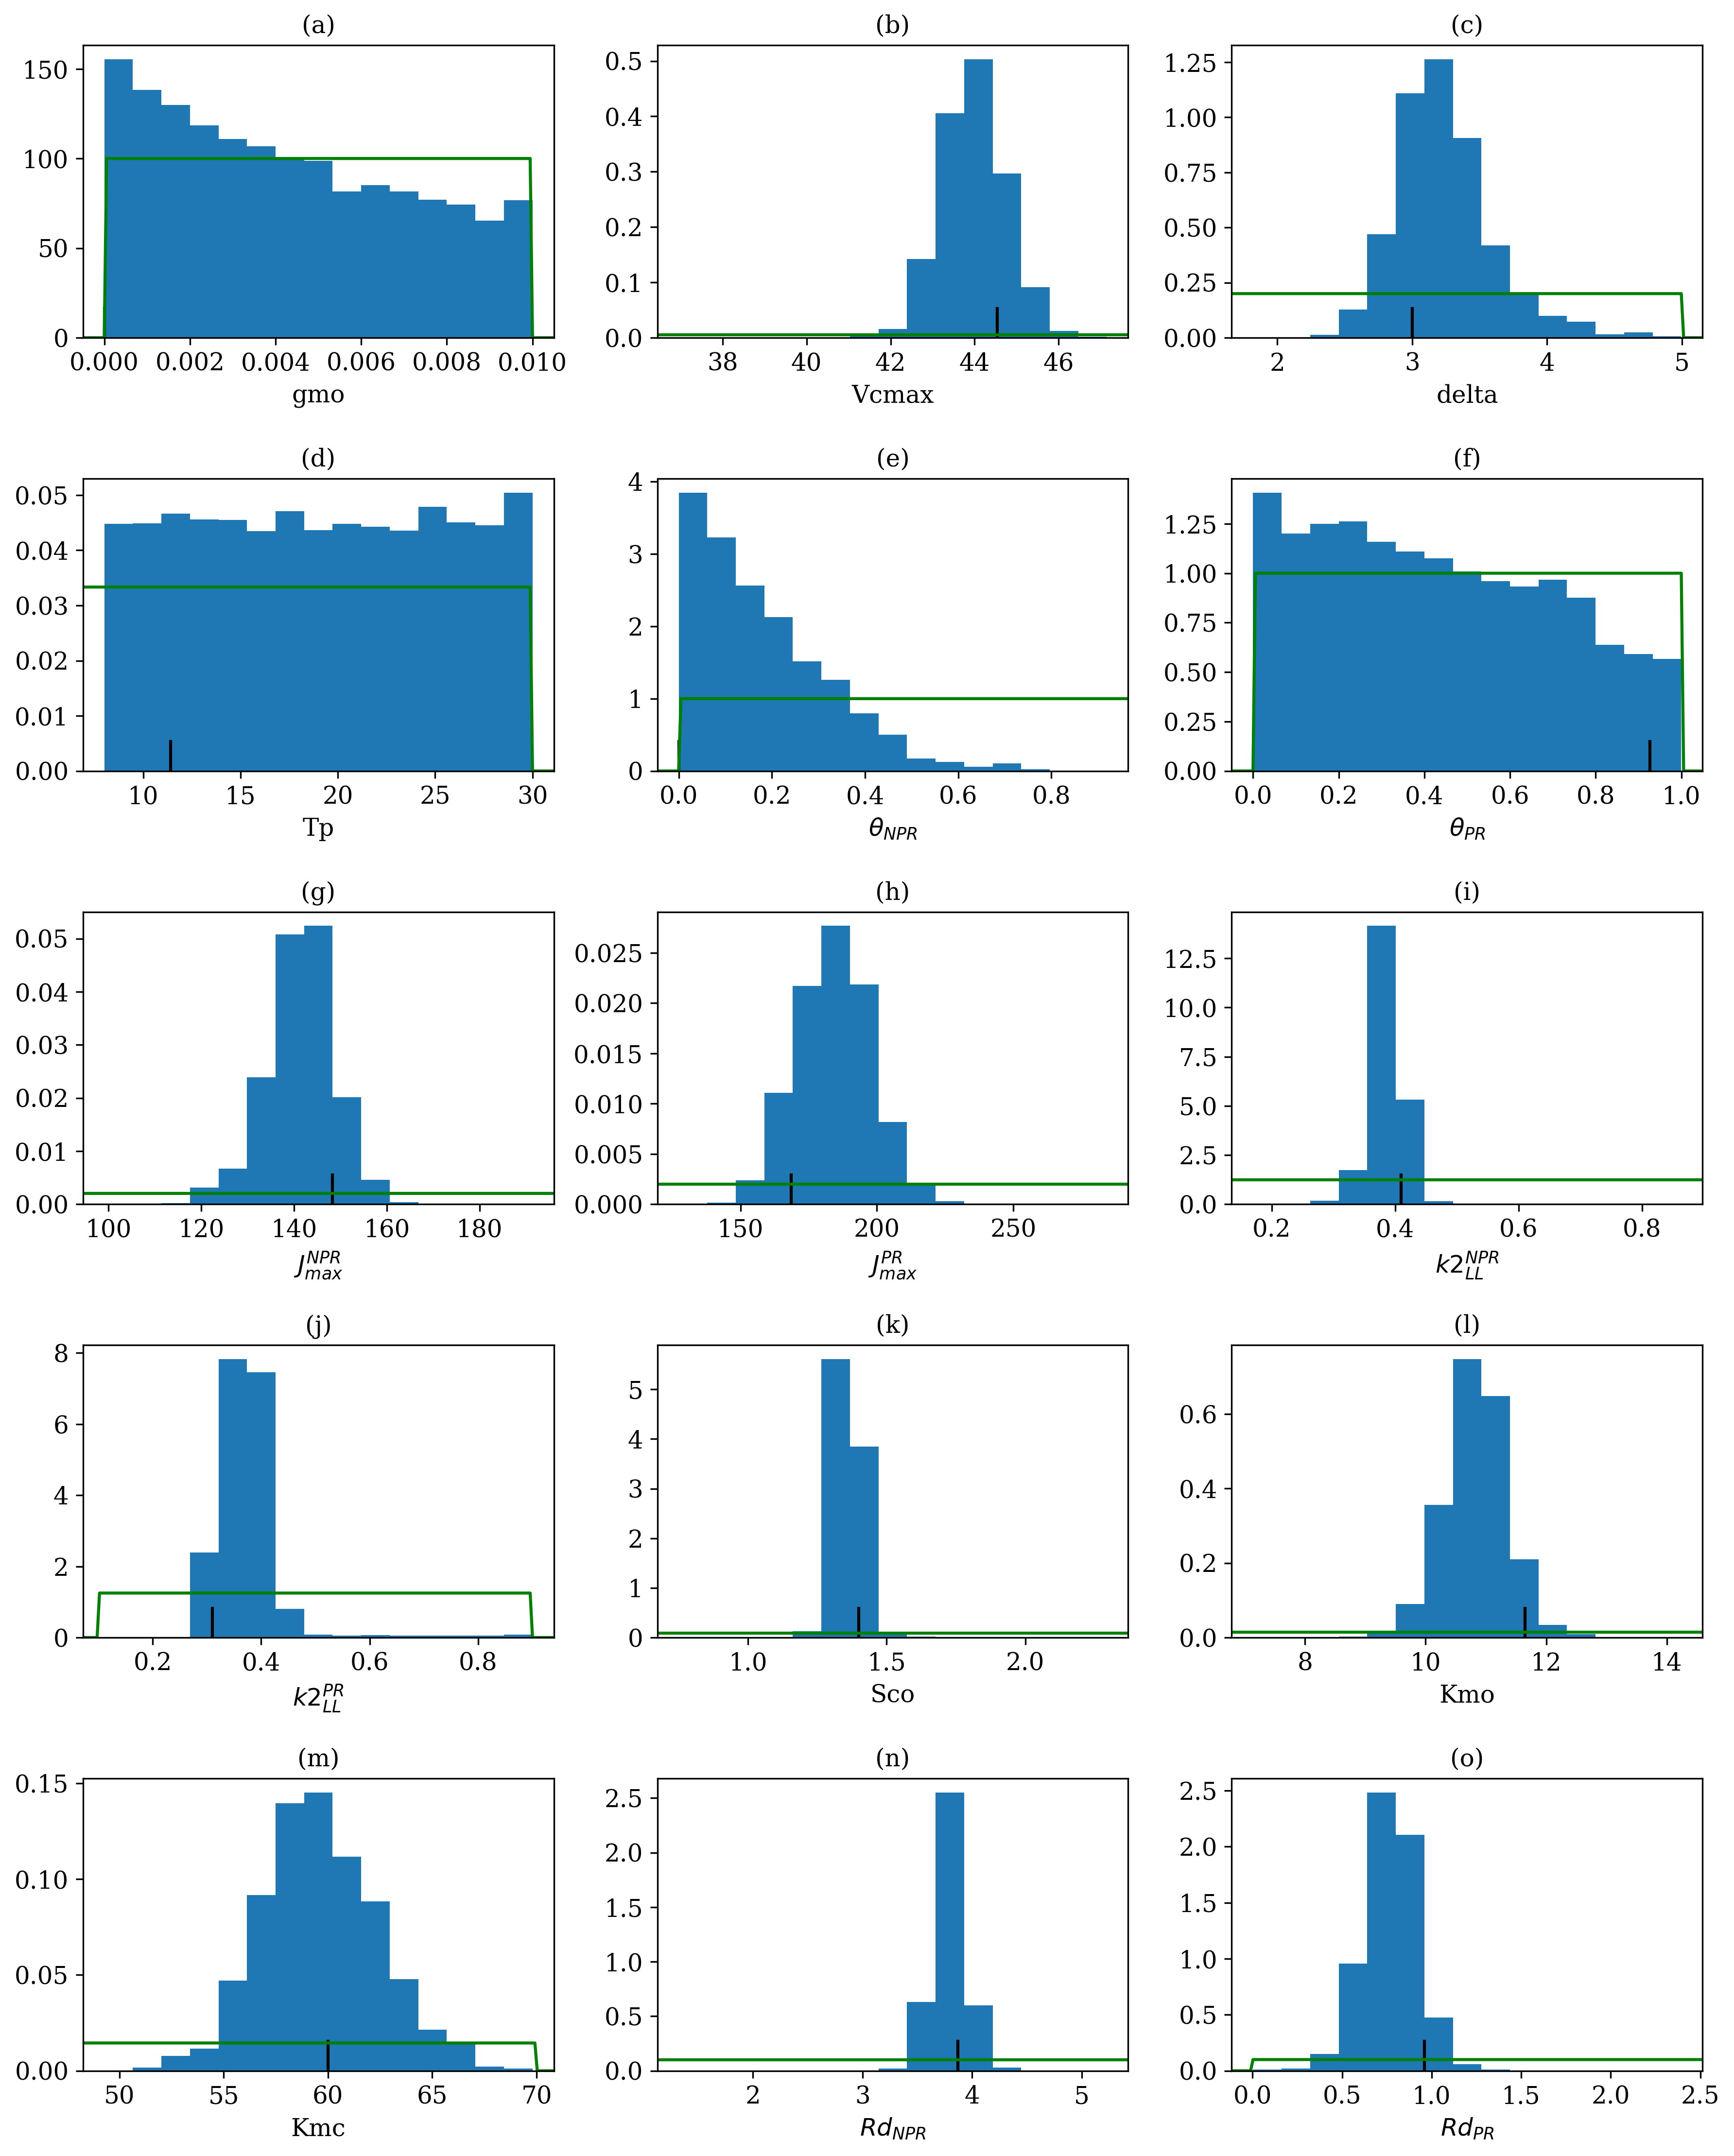 (a) (b) (c)
150 0.5 1.25
0.4 1.00
100 0.3 0.75
0.2 0.50
50 0.1 0.25
0 0.0 0.00
0.000 0.002 0.004 0.006 0.008 0.010 38 40 42 44 46 2 3 4 5
gmo Vcmax delta
(d) (e) (f)
0.05 4 1.25
0.04 3 1.00
0.03 0.75
0.02 2 0.50
0.01 1 0.25
0.00 0 0.00
10 15 20 25 30 0.0 0.2 0.4 0.6 0.8 0.0 0.2 0.4 0.6 0.8 1.0
Tp θ_NPR θ_PR
(g) (h) (i)
0.05 0.025 12.5
0.04 0.020 10.0
0.03 0.015 7.5
0.02 0.010 5.0
0.01 0.005 2.5
0.00 0.000 0.0
100 120 140 160 180 150 200 250 0.2 0.4 0.6 0.8
J_max^NPR J_max^PR k2_LL^NPR
(j) (k) (l)
8 5 0.6
6 4
4 3 0.4
2 2 0.2
1
0 0 0.0
0.2 0.4 0.6 0.8 1.0 1.5 2.0 8 10 12 14
k2_LL^PR Sco Kmo
(m) (n) (o)
0.15 2.5 2.5
2.0 2.0
0.10 1.5 1.5
1.0 1.0
0.05 0.5 0.5
0.00 0.0 0.0
50 55 60 65 70 2 3 4 5 0.0 0.5 1.0 1.5 2.0 2.5
Kmc Rd_NPR Rd_PR